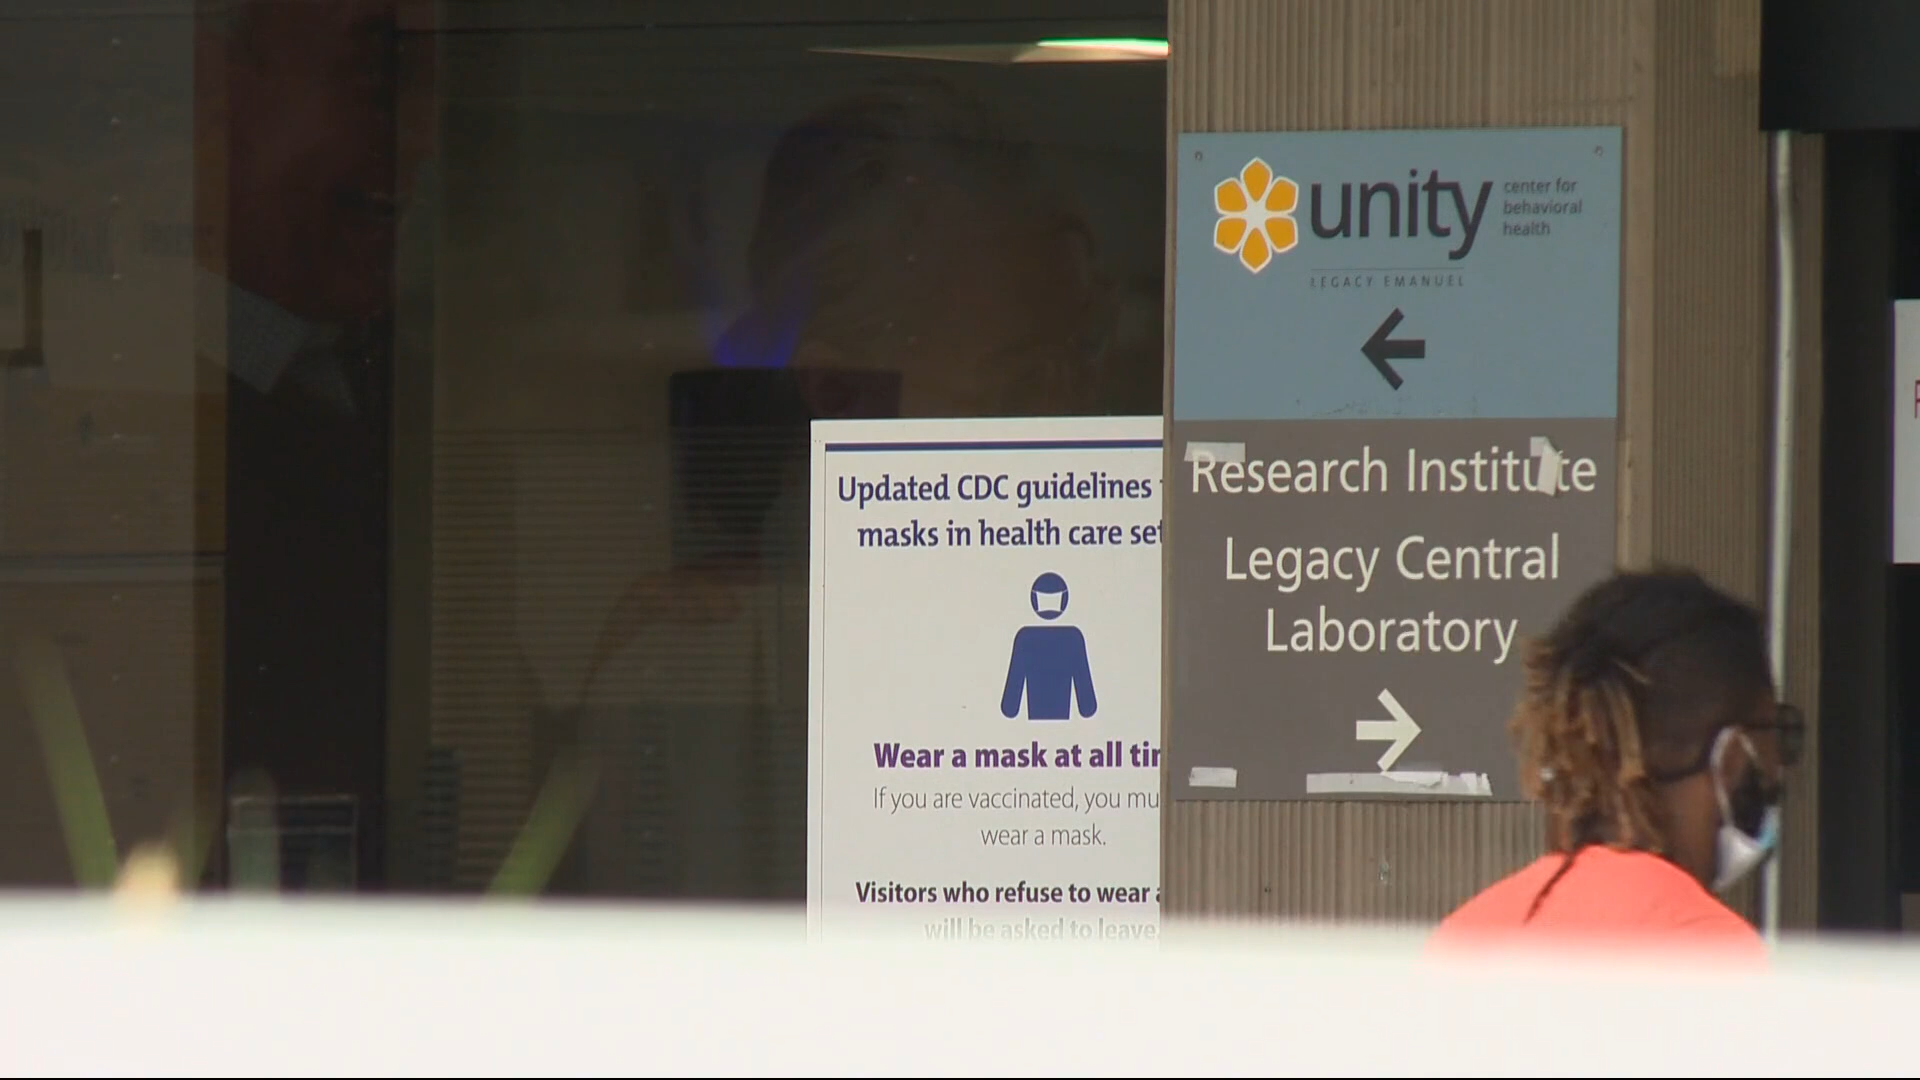 unity
center for
behavioral
health
LEGACY EMANUEL
Research Institute
Legacy Central
Laboratory
Updated CDC guidelines
masks in health care set
Wear a mask at all tim
If you are vaccinated, you mu
wear a mask.
Visitors who refuse to wear a
will be asked to leave.